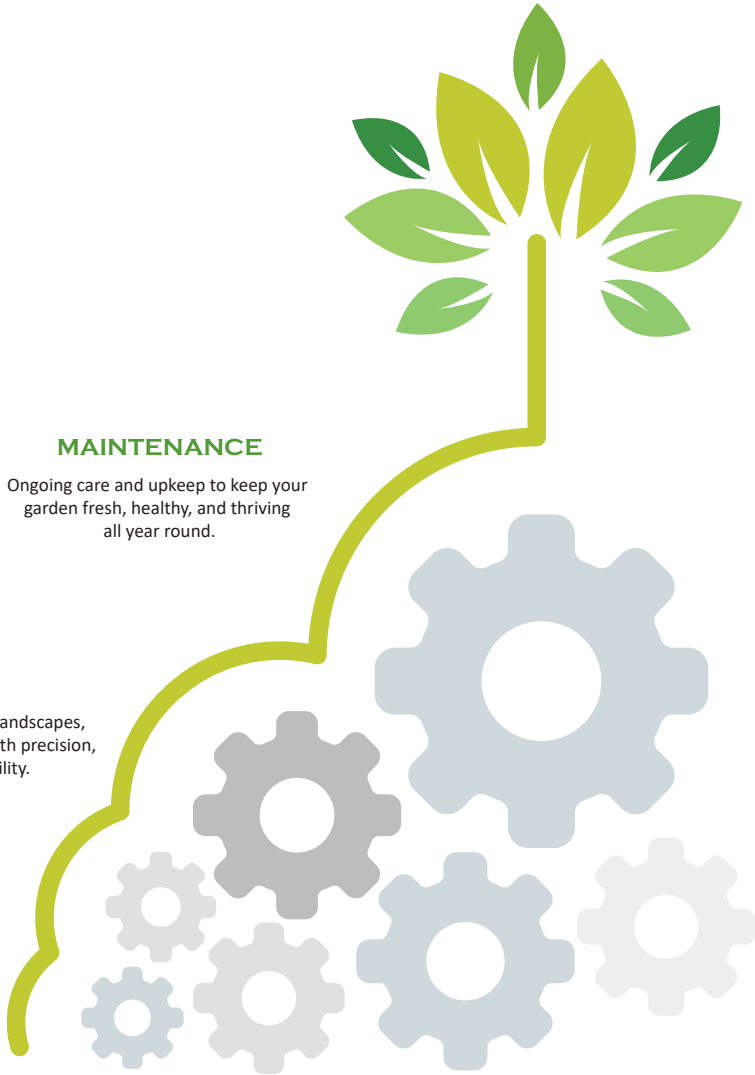 MAINTENANCE
Ongoing care and upkeep to keep your
garden fresh, healthy, and thriving
all year round.
andscapes,
th precision,
ility.